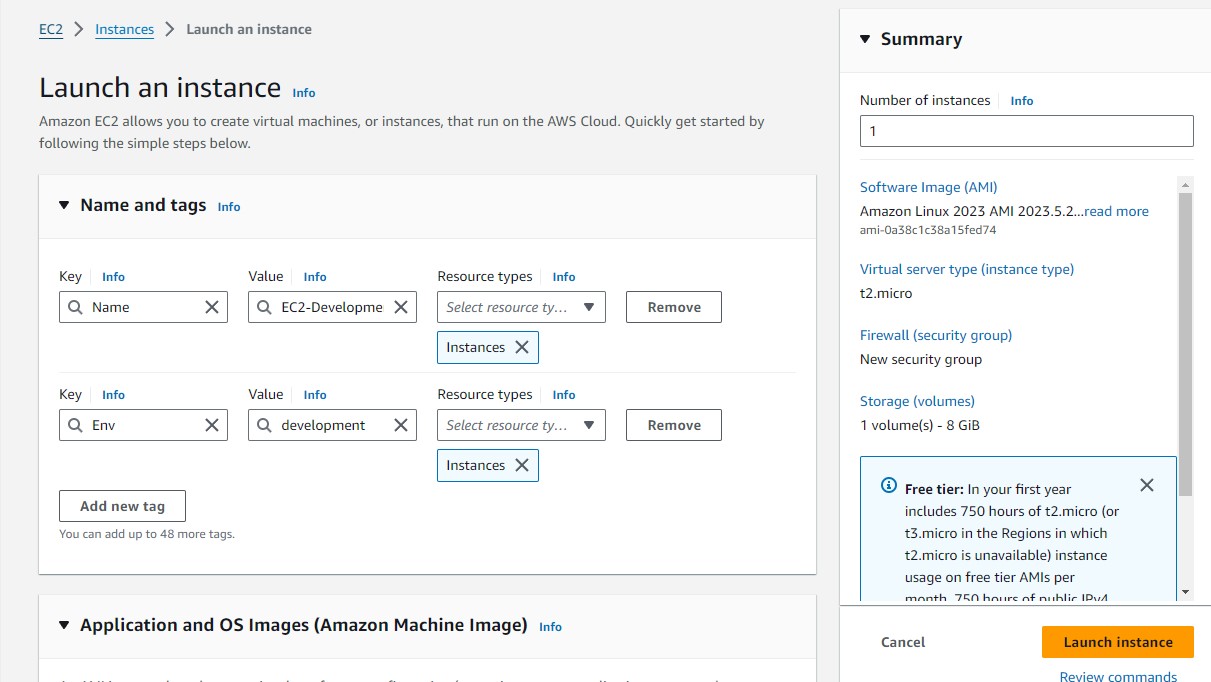 EC2 > Instances > Launch an instance
Launch an instance Info
Amazon EC2 allows you to create virtual machines, or instances, that run on the AWS Cloud. Quickly get started by
following the simple steps below.
Name and tags Info
Key Info Value Info Resource types Info
Name EC2-Developme Select resource ty... Remove
Instances
Key Info Value Info Resource types Info
Env development Select resource ty... Remove
Instances
Add new tag
You can add up to 48 more tags.
Application and OS Images (Amazon Machine Image) Info
Summary
Number of instances Info
1
Software Image (AMI)
Amazon Linux 2023 AMI 2023.5.2...read more
ami-0a38c1c38a15fed74
Virtual server type (instance type)
t2.micro
Firewall (security group)
New security group
Storage (volumes)
1 volume(s) - 8 GiB
Free tier: In your first year
includes 750 hours of t2.micro (or
t3.micro in the Regions in which
t2.micro is unavailable) instance
usage on free tier AMIs per
month, 750 hours of public IPv4
Cancel Launch instance
Review commands